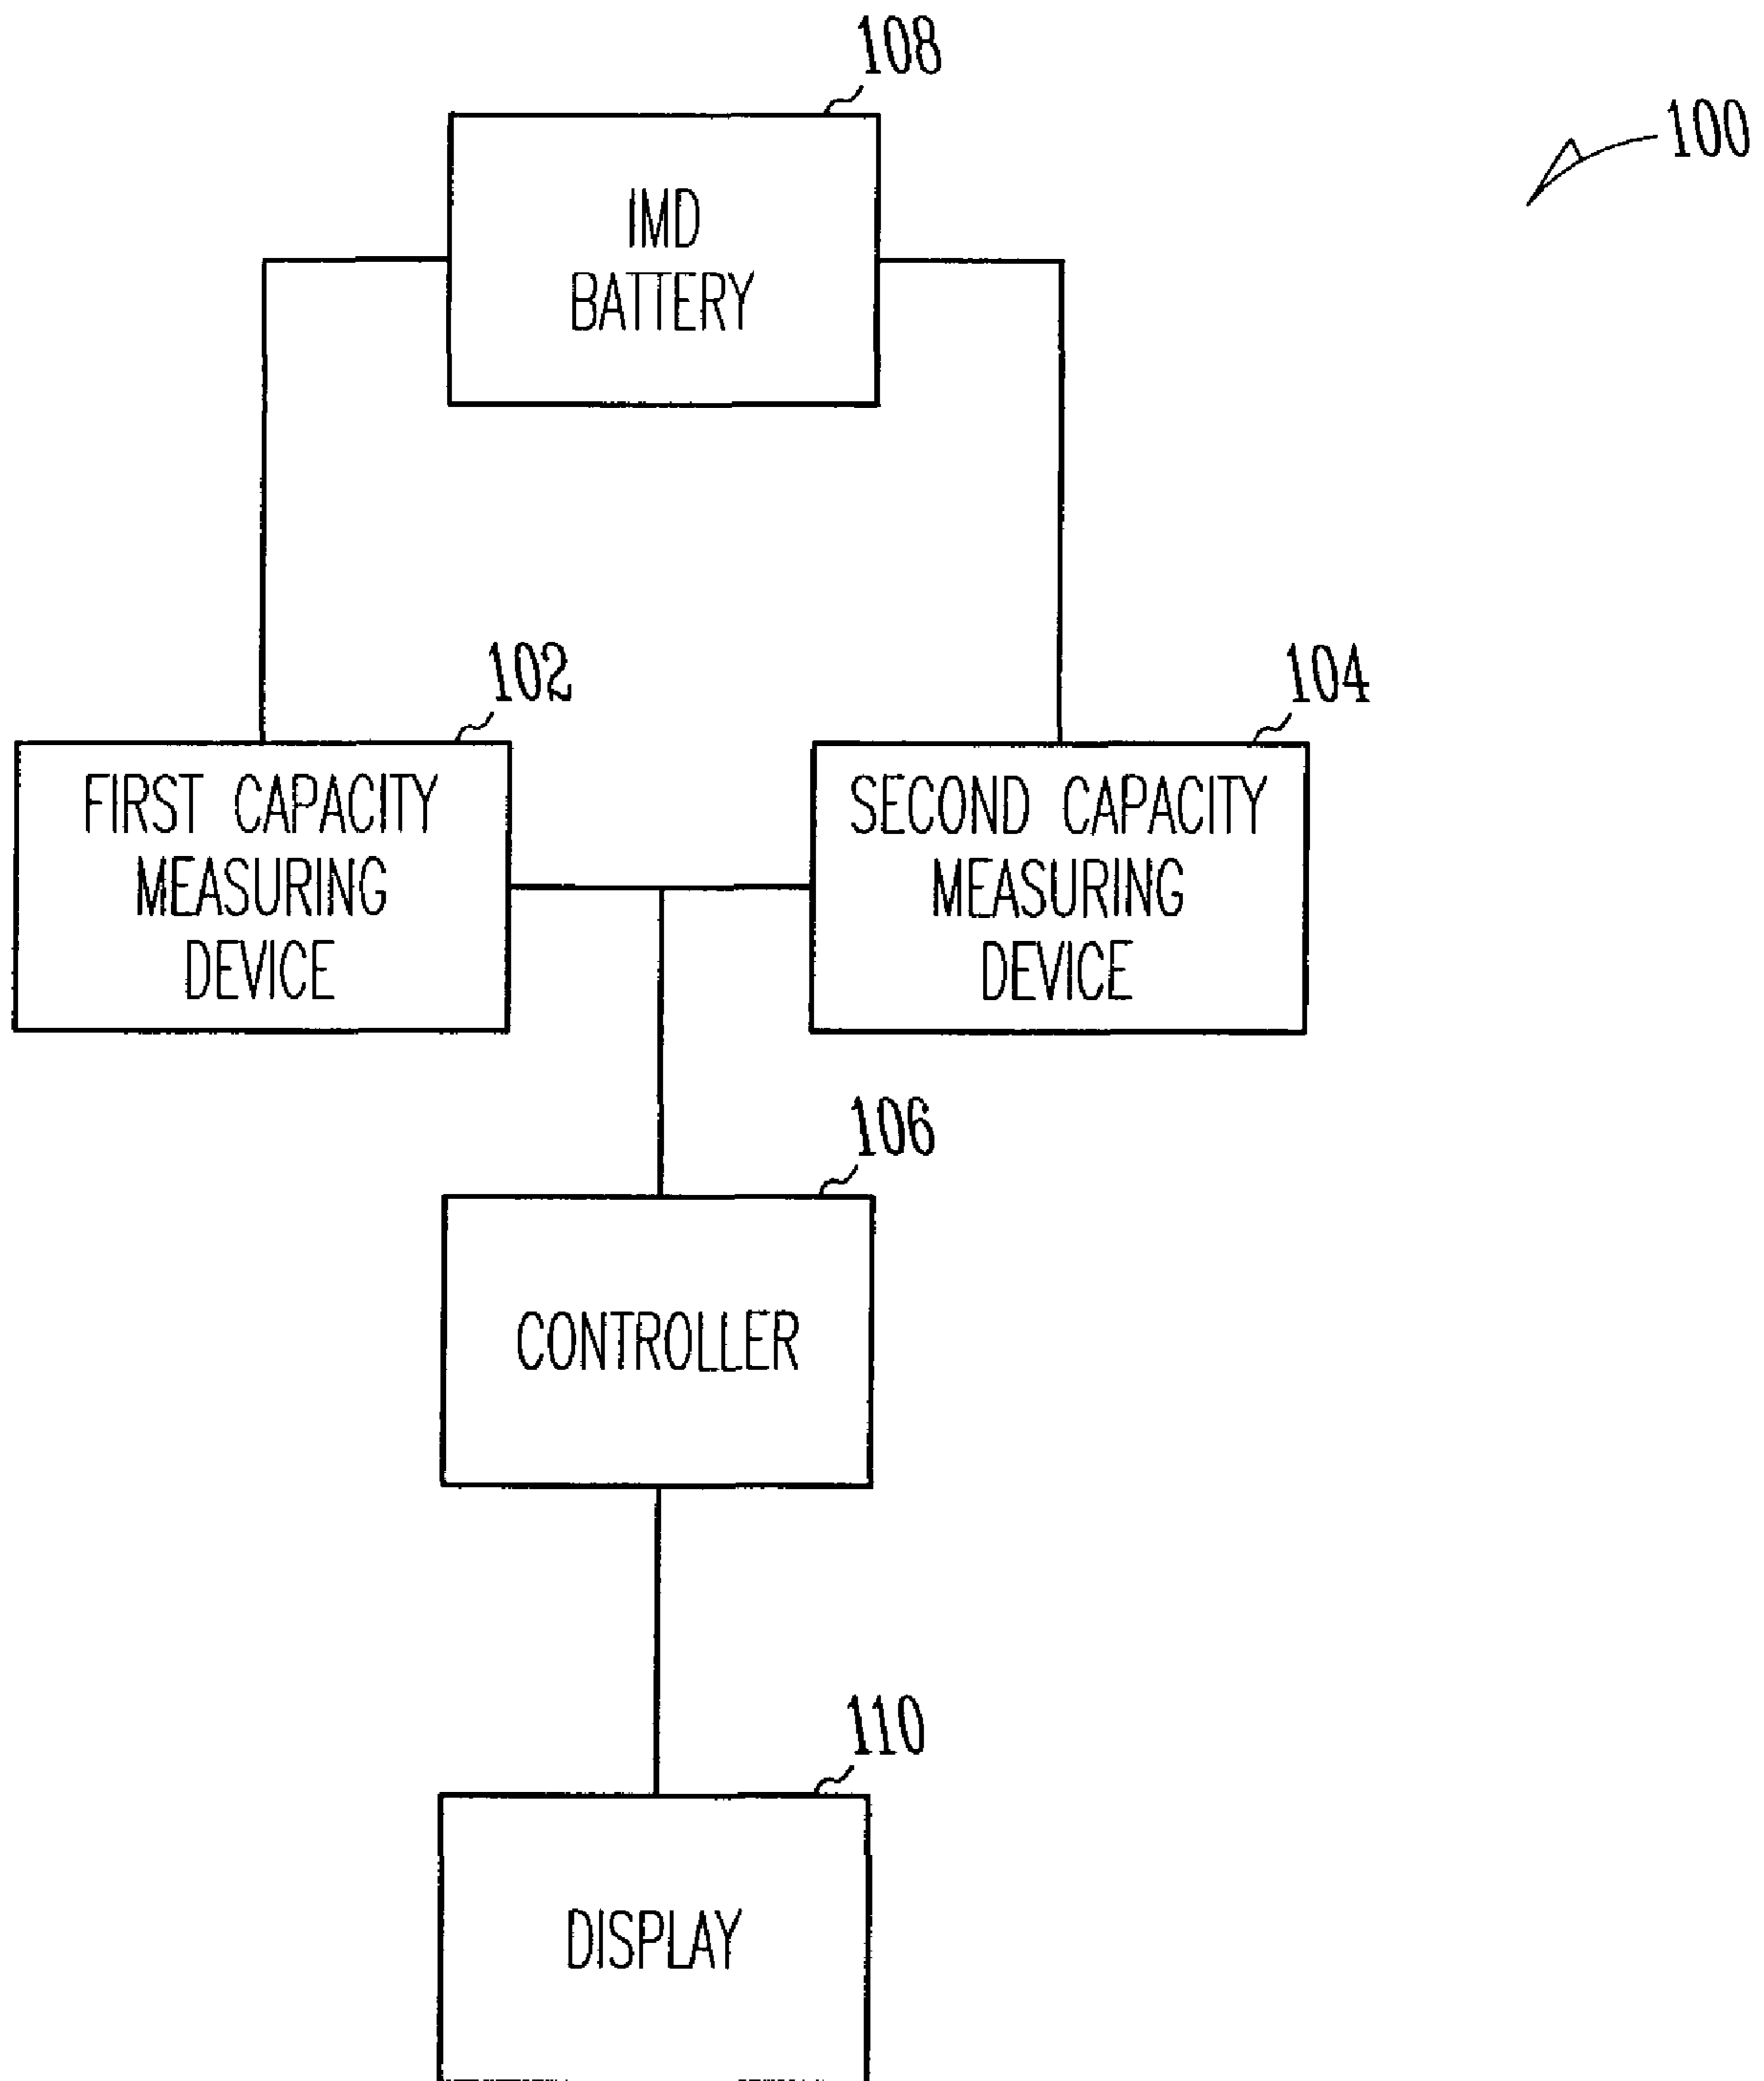 108
100
IMD
BATTERY
102
104
FIRST CAPACITY
MEASURING
DEVICE
SECOND CAPACITY
MEASURING
DEVICE
106
CONTROLLER
110
DISPLAY